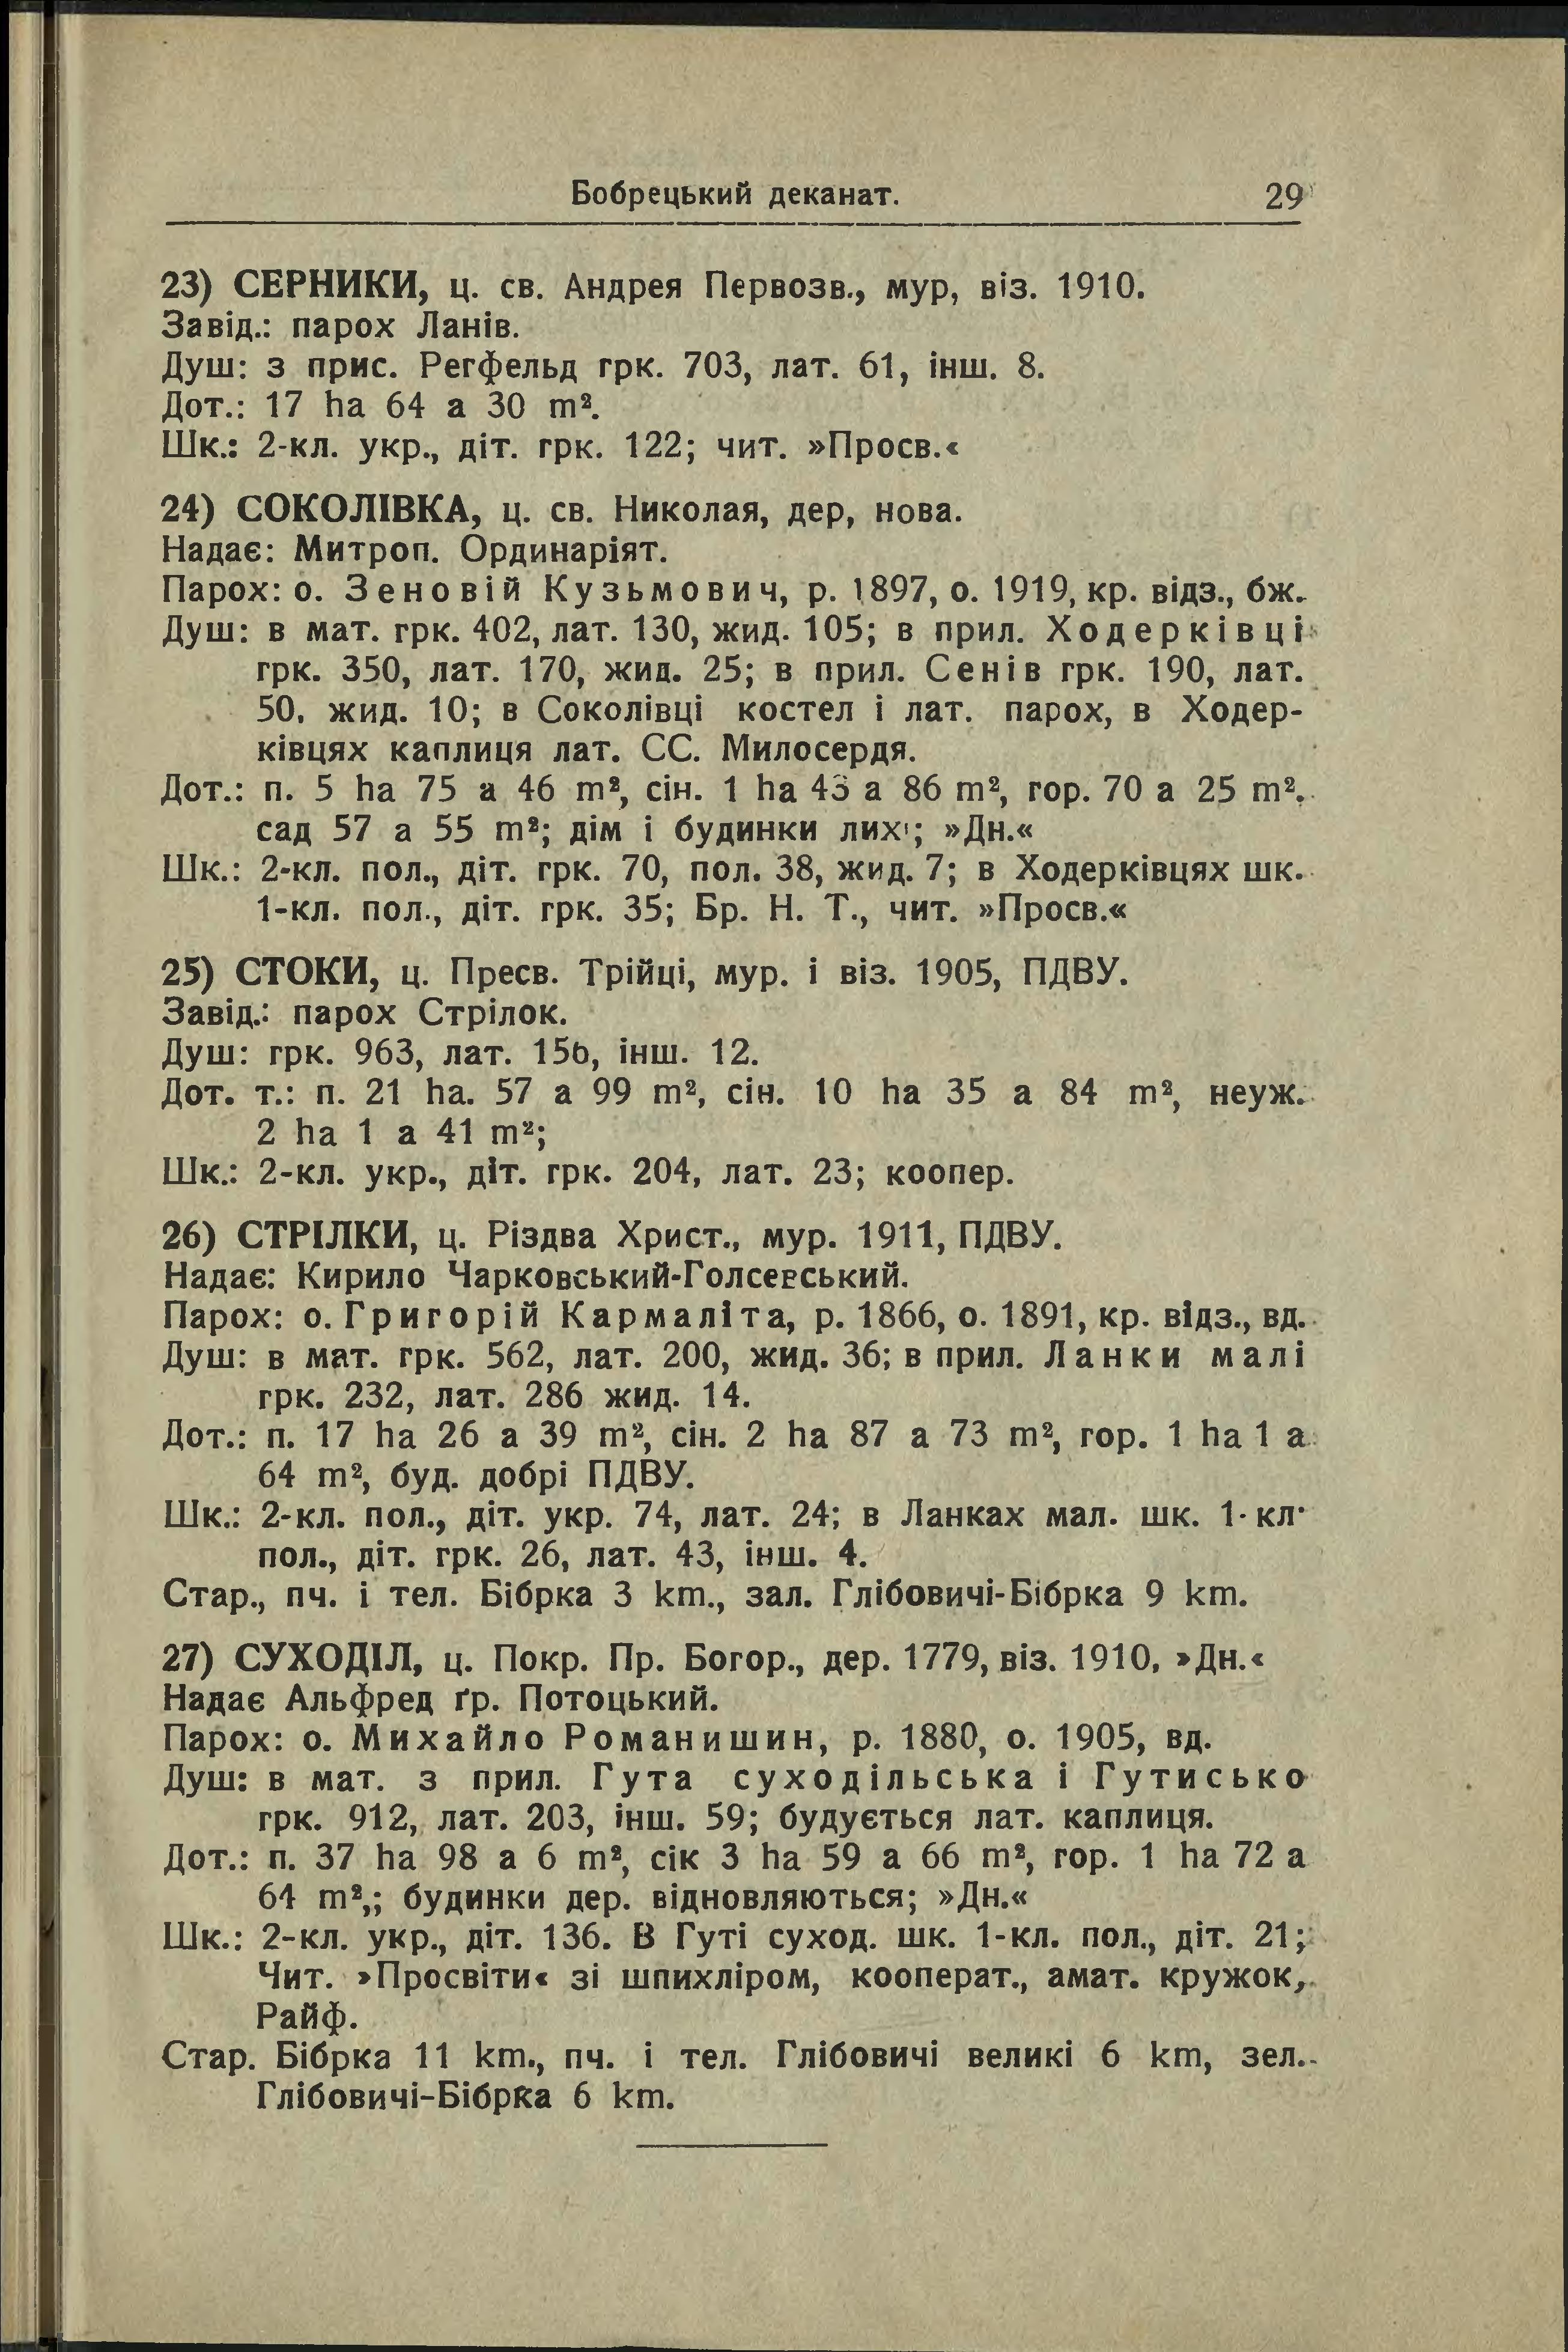 Бобрецький деканат. 29
23) СЕРНИКИ, ц. св. Андрея Первозв., мур, віз. 1910.
Завід.: парох Ланів.
Душ: з прис. Регфельд грк. 703, лат. 61, інш. 8.
Дот.: 17 ha 64 a 30 m².
Шк.: 2-кл. укр., діт. грк. 122; чит. »Просв.«
24) СОКОЛІВКА, ц. св. Николая, дер, нова.
Надає: Митроп. Ординаріят.
Парох: о. Зеновій Кузьмович, р. 1897, о. 1919, кр. відз., бж.
Душ: в мат. грк. 402, лат. 130, жид. 105; в прил. Ходерківці
грк. 350, лат. 170, жид. 25; в прил. Сенів грк. 190, лат.
50, жид. 10; в Соколівці костел і лат. парох, в Ходер-
ківцях каплиця лат. СС. Милосердя.
Дот.: п. 5 ha 75 a 46 m², сін. 1 ha 43 a 86 m², гор. 70 a 25 m²,
сад 57 a 55 m²; дім і будинки лихі; »Дн.«
Шк.: 2-кл. пол., діт. грк. 70, пол. 38, жид. 7; в Ходерківцях шк.
1-кл. пол., діт. грк. 35; Бр. Н. Т., чит. »Просв.«
25) СТОКИ, ц. Пресв. Трійці, мур. і віз. 1905, ПДВУ.
Завід.: парох Стрілок.
Душ: грк. 963, лат. 156, інш. 12.
Дот. т.: п. 21 ha. 57 a 99 m², сін. 10 ha 35 a 84 m², неуж.
2 ha 1 a 41 m²;
Шк.: 2-кл. укр., діт. грк. 204, лат. 23; коопер.
26) СТРІЛКИ, ц. Різдва Христ., мур. 1911, ПДВУ.
Надає: Кирило Чарковський-Голсевський.
Парох: о. Григорій Кармаліта, р. 1866, о. 1891, кр. відз., вд.
Душ: в мат. грк. 562, лат. 200, жид. 36; в прил. Ланки малі
грк. 232, лат. 286 жид. 14.
Дот.: п. 17 ha 26 a 39 m², сін. 2 ha 87 a 73 m², гор. 1 ha 1 a
64 m², буд. добрі ПДВУ.
Шк.: 2-кл. пол., діт. укр. 74, лат. 24; в Ланках мал. шк. 1-кл·
пол., діт. грк. 26, лат. 43, інш. 4.
Стар., пч. і тел. Бібрка 3 km., зал. Глібовичі-Бібрка 9 km.
27) СУХОДІЛ, ц. Покр. Пр. Богор., дер. 1779, віз. 1910, »Дн.«
Надає Альфред ґр. Потоцький.
Парох: о. Михайло Романишин, р. 1880, о. 1905, вд.
Душ: в мат. з прил. Гута суходільська і Гутисько
грк. 912, лат. 203, інш. 59; будується лат. каплиця.
Дот.: п. 37 ha 98 a 6 m², сік 3 ha 59 a 66 m², гор. 1 ha 72 a
64 m²,; будинки дер. відновляються; »Дн.«
Шк.: 2-кл. укр., діт. 136. В Гуті суход. шк. 1-кл. пол., діт. 21;
Чит. »Просвіти« зі шпихліром, кооперат., амат. кружок,
Райф.
Стар. Бібрка 11 km., пч. і тел. Глібовичі великі 6 km, зел.
Глібовичі-Бібрка 6 km.